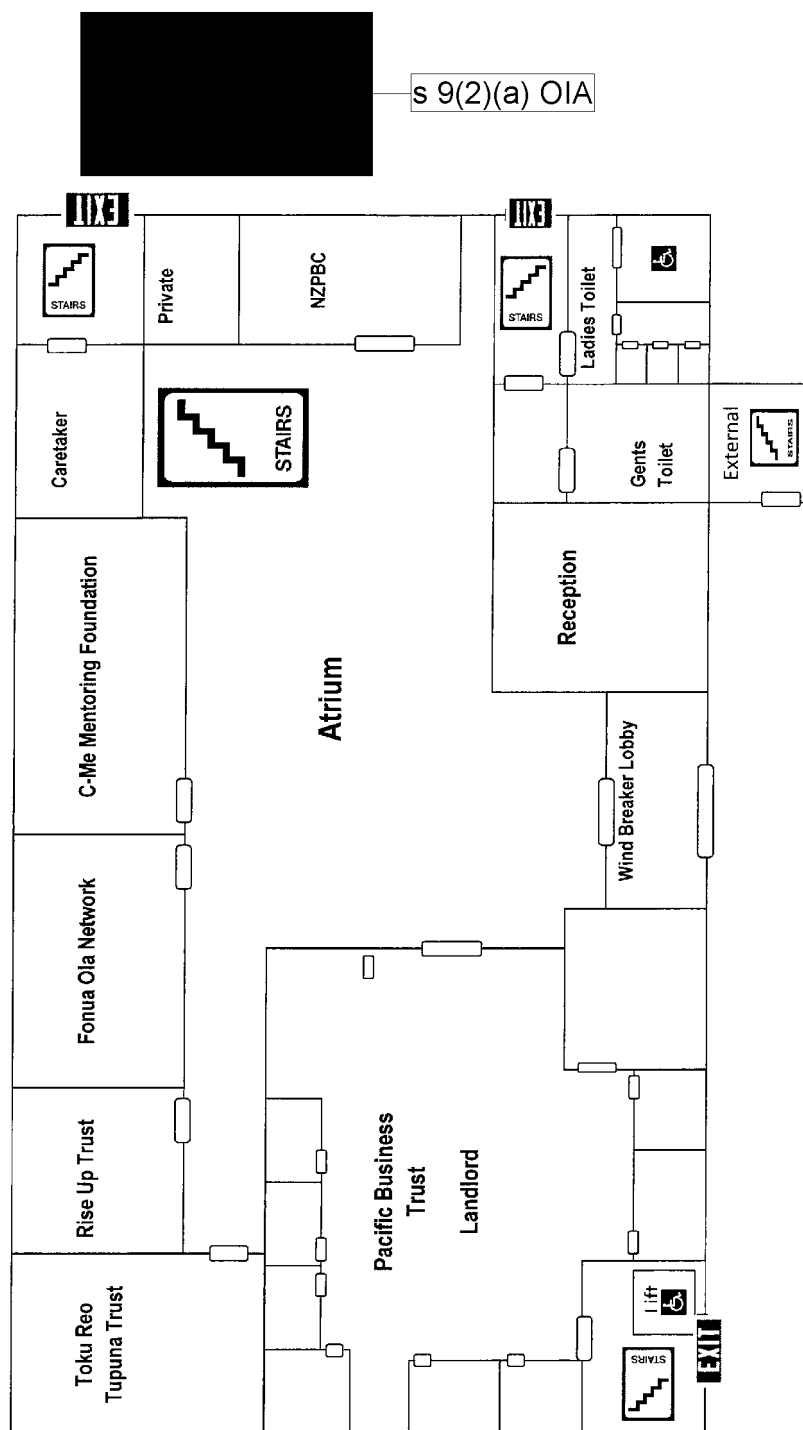 s 9(2)(a) OIA
EXIT
EXIT
STAIRS
Private
NZPBC
STAIRS
Ladies Toilet
Caretaker
STAIRS
Gents
Toilet
External
STAIRS
C-Me Mentoring Foundation
Reception
Atrium
Wind Breaker Lobby
Fonua Ola Network
Rise Up Trust
Pacific Business
Trust
Landlord
Toku Reo
Tupuna Trust
Lift
STAIRS
EXIT